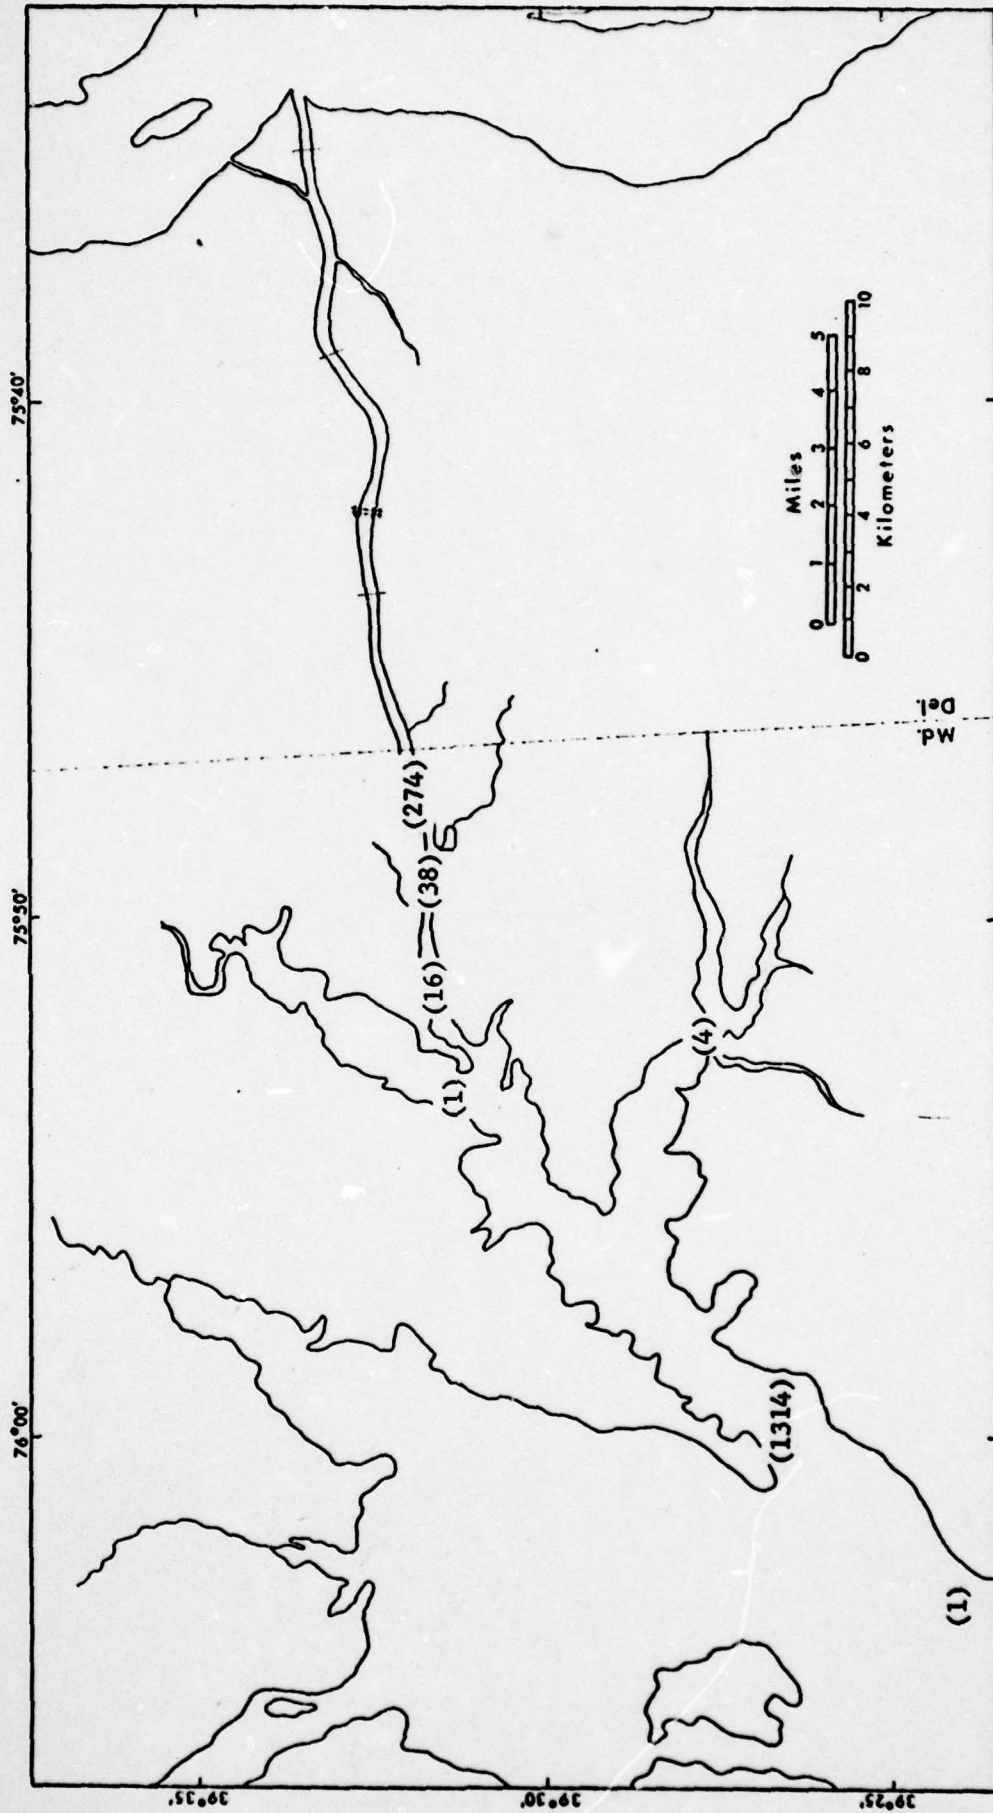 75°40'
75°50'
76°00'
39°35'
39°30'
39°25'
(274)
(38)
(16)
(1)
(4)
(1314)
(1)
Md.
Del.
Miles
0 1 2 3 4 5
0 2 4 6 8 10
Kilometers